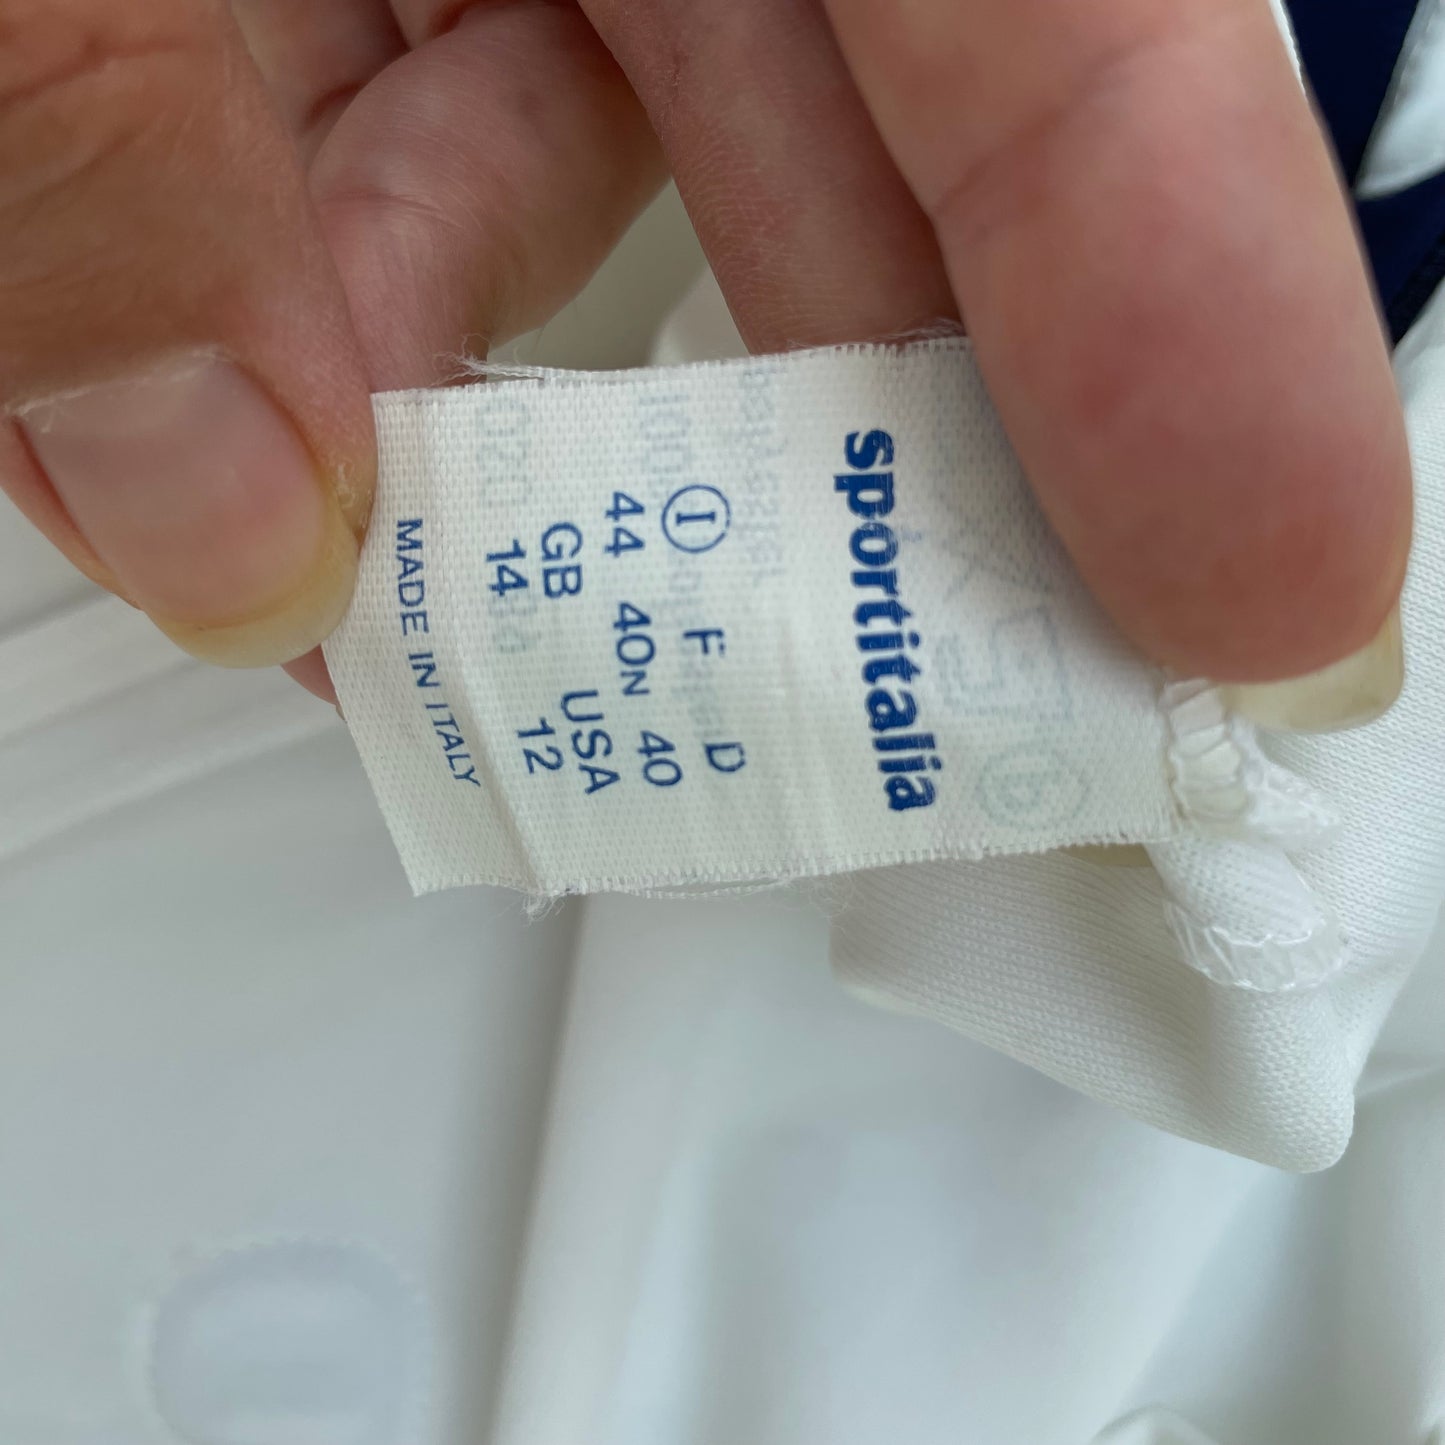 sportitalia
I F D
44 40N 40
GB USA
14 12
MADE IN ITALY